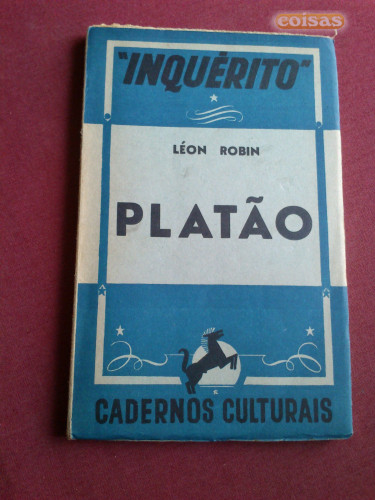 coisas
"INQUÉRITO"
LÉON ROBIN
PLATÃO
CADERNOS CULTURAIS